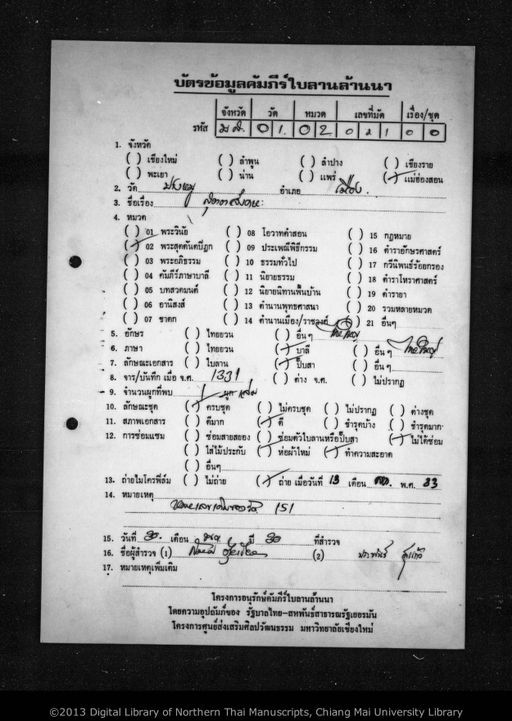 บัตรข้อมูลคัมภีร์ใบลานล้านนา
จังหวัด วัด หมวด เลขที่มัด เรื่อง/ชุด
รหัส มส. 01. 02 021 00
1. จังหวัด
( ) เชียงใหม่ ( ) ลำพูน ( ) ลำปาง ( ) เชียงราย
( ) พะเยา ( ) น่าน ( ) แพร่ (/) แม่ฮ่องสอน
2. วัด อำเภอ เมือง
3. ชื่อเรื่อง
4. หมวด
( ) 01 พระวินัย ( ) 08 โอวาทคำสอน ( ) 15 กฎหมาย
(/) 02 พระสุตตันตปิฎก ( ) 09 ประเพณีพิธีกรรม ( ) 16 ตำราอักษรศาสตร์
( ) 03 พระอภิธรรม ( ) 10 ธรรมทั่วไป ( ) 17 กวีนิพนธ์ร้อยกรอง
( ) 04 คัมภีร์ภาษาบาลี ( ) 11 นิยายธรรม ( ) 18 ตำราโหราศาสตร์
( ) 05 บทสวดมนต์ ( ) 12 นิยายนิทานพื้นบ้าน ( ) 19 ตำรายา
( ) 06 อานิสงส์ ( ) 13 ตำนานพุทธศาสนา ( ) 20 รวมหลายหมวด
( ) 07 ชาดก ( ) 14 ตำนานเมือง/ราชวงศ์ ( ) 21 อื่นๆ
5. อักษร ( ) ไทยยวน (/) อื่น ๆ ไทใหญ่
6. ภาษา ( ) ไทยยวน (/) บาลี ( ) อื่น ๆ ไทใหญ่
7. ลักษณะเอกสาร ( ) ใบลาน (/) พับสา ( ) อื่น ๆ
8. จาร/บันทึก เมื่อ จ.ศ. 1331 ( ) ต่าง จ.ศ. ( ) ไม่ปรากฏ
9. จำนวนผูกที่พบ 1 ผูก
10. ลักษณะชุด (/) ครบชุด ( ) ไม่ครบชุด ( ) ไม่ปรากฏ ( ) ต่างชุด
11. สภาพเอกสาร ( ) ดีมาก (/) ดี ( ) ชำรุดบ้าง ( ) ชำรุดมาก
12. การซ่อมแซม ( ) ซ่อมสายสยอง ( ) ซ่อมตัวใบลานหรือพับสา (/) ไม่ได้ซ่อม
( ) ใส่ไม้ประกับ (/) ห่อผ้าใหม่ (/) ทำความสะอาด
( ) อื่นๆ
13. ถ่ายไมโครฟิล์ม ( ) ไม่ถ่าย (/) ถ่าย เมื่อวันที่ 13 เดือน พ.ศ. 33
14. หมายเหตุ
151
15. วันที่ 30. เดือน ปี 30 ที่สำรวจ
16. ชื่อผู้สำรวจ (1) (2)
17. หมายเหตุเพิ่มเติม
โครงการอนุรักษ์คัมภีร์ใบลานล้านนา
โดยความอุปถัมภ์ของ รัฐบาลไทย-สหพันธ์สาธารณรัฐเยอรมัน
โครงการศูนย์ส่งเสริมศิลปวัฒนธรรม มหาวิทยาลัยเชียงใหม่
©2013 Digital Library of Northern Thai Manuscripts, Chiang Mai University Library